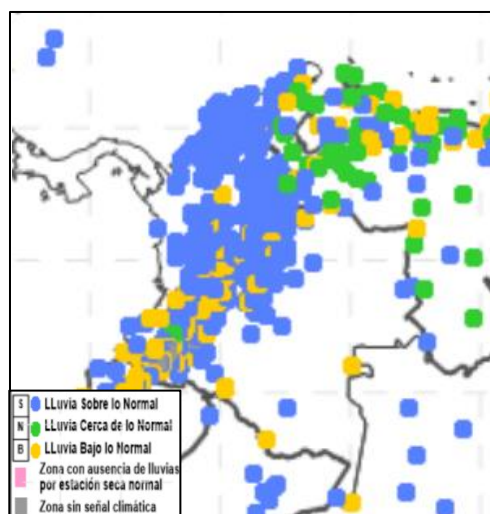 S LLuvia Sobre lo Normal
N LLuvia Cerca de lo Normal
B LLuvia Bajo lo Normal
Zona con ausencia de lluvias
por estación seca normal
Zona sin señal climática